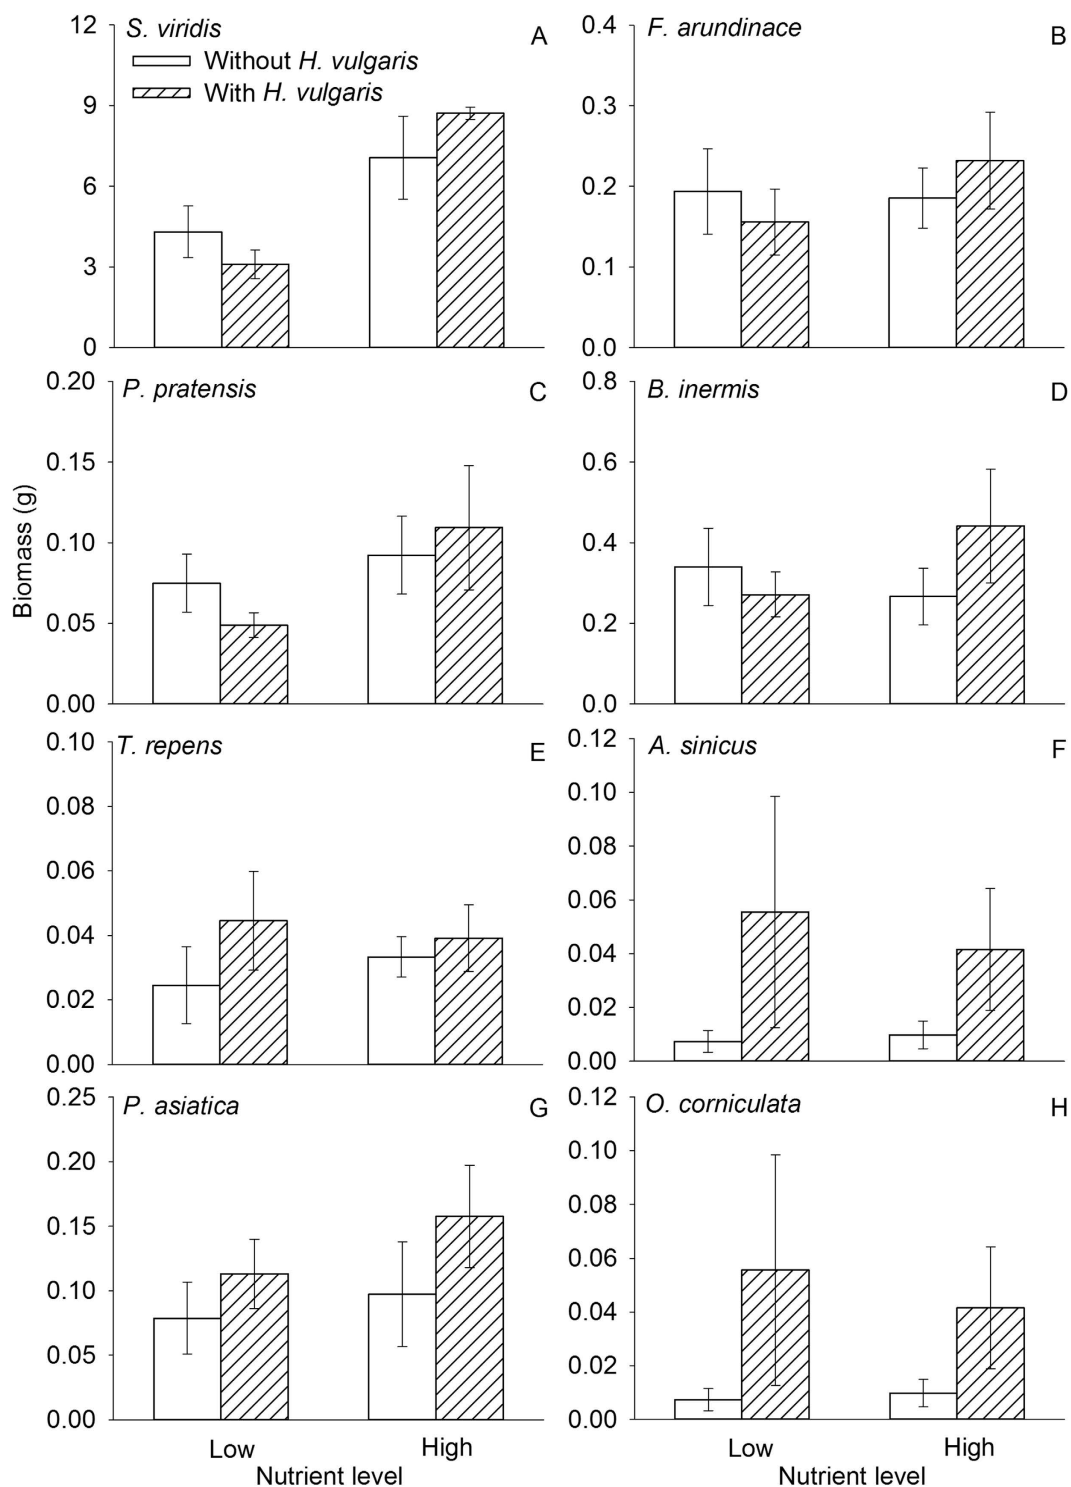 S. viridis
A
Without H. vulgaris
With H. vulgaris
12
9
6
3
0
F. arundinace
B
0.4
0.3
0.2
0.1
0.0
P. pratensis
C
0.20
0.15
0.10
0.05
0.00
B. inermis
D
0.8
0.6
0.4
0.2
0.0
Biomass (g)
T. repens
E
0.10
0.08
0.06
0.04
0.02
0.00
A. sinicus
F
0.12
0.10
0.08
0.06
0.04
0.02
0.00
P. asiatica
G
0.25
0.20
0.15
0.10
0.05
0.00
Low High
Nutrient level
O. corniculata
H
0.12
0.10
0.08
0.06
0.04
0.02
0.00
Low High
Nutrient level